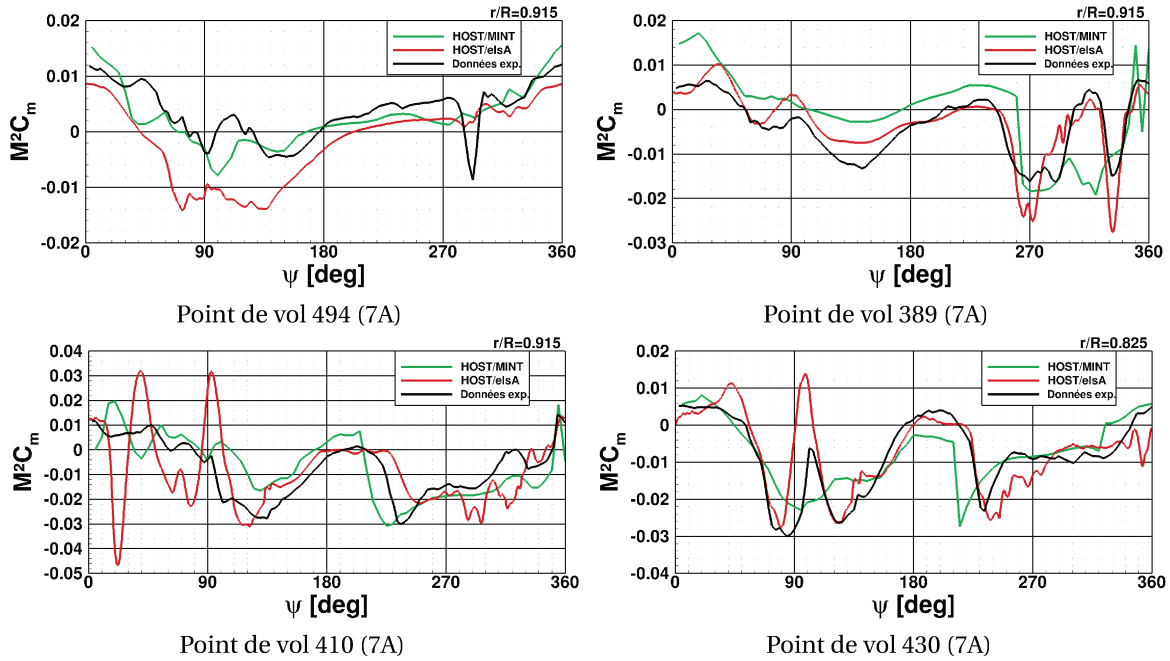 r/R=0.915
0.02
0.01
0
-0.01
-0.02
M²Cm
HOST/MINT
HOST/elsA
Données exp.
0 90 180 270 360
ψ [deg]
Point de vol 494 (7A)
r/R=0.915
0.02
0.01
0
-0.01
-0.02
-0.03
M²Cm
HOST/MINT
HOST/elsA
Données exp.
0 90 180 270 360
ψ [deg]
Point de vol 389 (7A)
r/R=0.915
0.04
0.03
0.02
0.01
0
-0.01
-0.02
-0.03
-0.04
-0.05
M²Cm
HOST/MINT
HOST/elsA
Données exp.
0 90 180 270 360
ψ [deg]
Point de vol 410 (7A)
r/R=0.825
0.02
0.01
0
-0.01
-0.02
-0.03
-0.04
M²Cm
HOST/MINT
HOST/elsA
Données exp.
0 90 180 270 360
ψ [deg]
Point de vol 430 (7A)